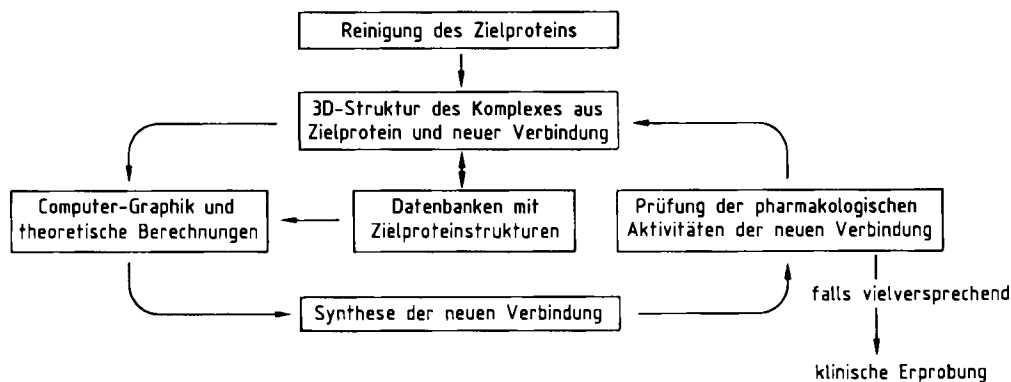 Reinigung des Zielproteins
3D-Struktur des Komplexes aus
Zielprotein und neuer Verbindung
Computer-Graphik und
theoretische Berechnungen
Datenbanken mit
Zielproteinstrukturen
Prüfung der pharmakologischen
Aktivitäten der neuen Verbindung
Synthese der neuen Verbindung
falls vielversprechend
klinische Erprobung